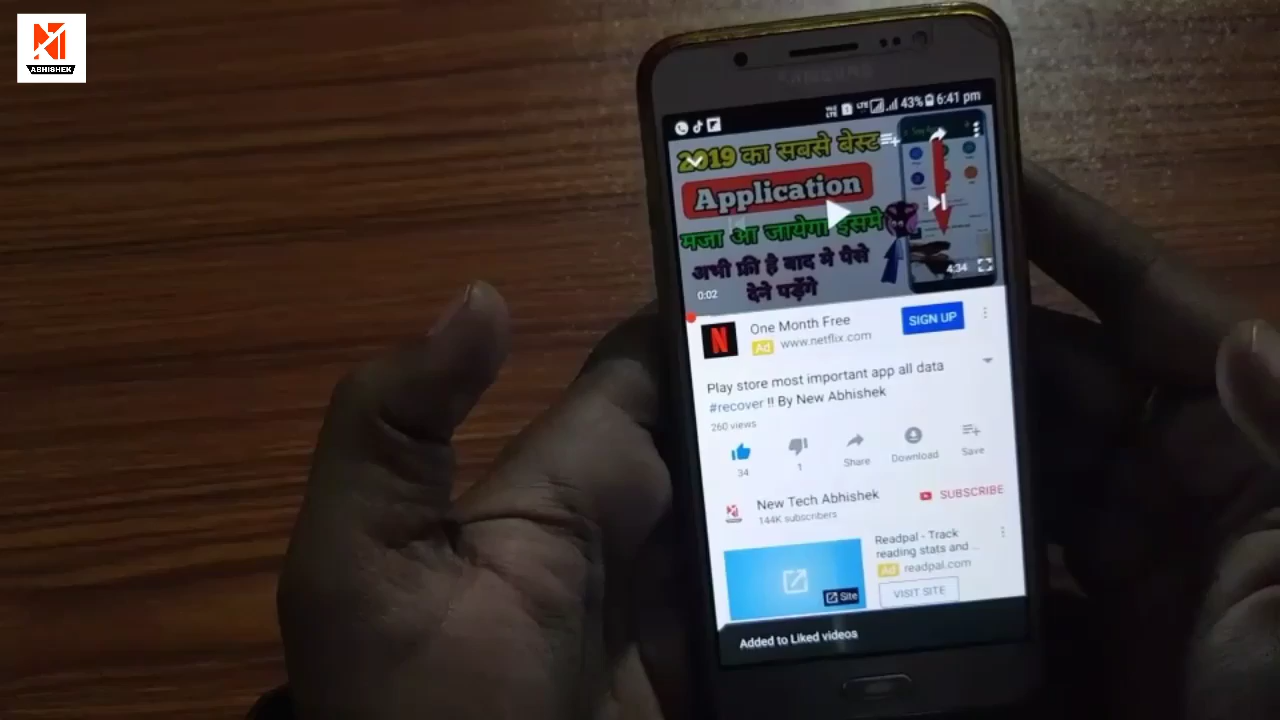 ABHISHEK
SAMSUNG
43% 6:41 pm
2019 का सबसे बेस्ट
Application
मजा आ जायेगा इसमे
अभी फ्री है बाद मे पैसे
देने पड़ेंगे
0:02
4:34
One Month Free
Ad www.netflix.com
SIGN UP
Play store most important app all data
#recover !! By New Abhishek
260 views
34
1
Share
Download
Save
New Tech Abhishek
144K subscribers
SUBSCRIBE
Readpal - Track
reading stats and ...
Ad readpal.com
Site
VISIT SITE
Added to Liked videos